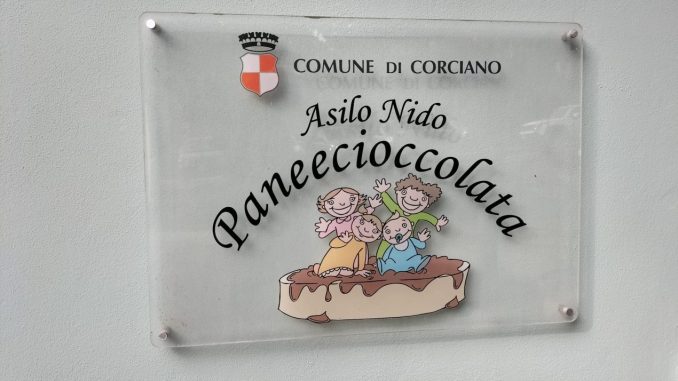 COMUNE DI CORCIANO
Asilo Nido
Paneecioccolata